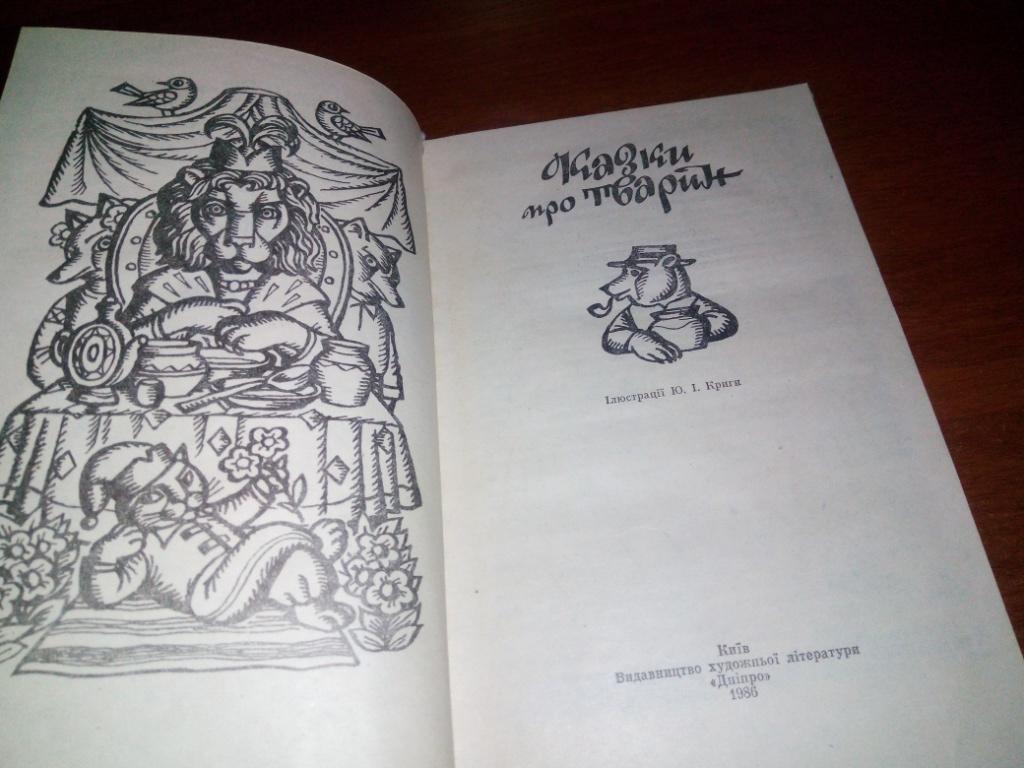 Казки
про тварин
Ілюстрації Ю. І. Криги
Київ
Видавництво художньої літератури
«Дніпро»
1986